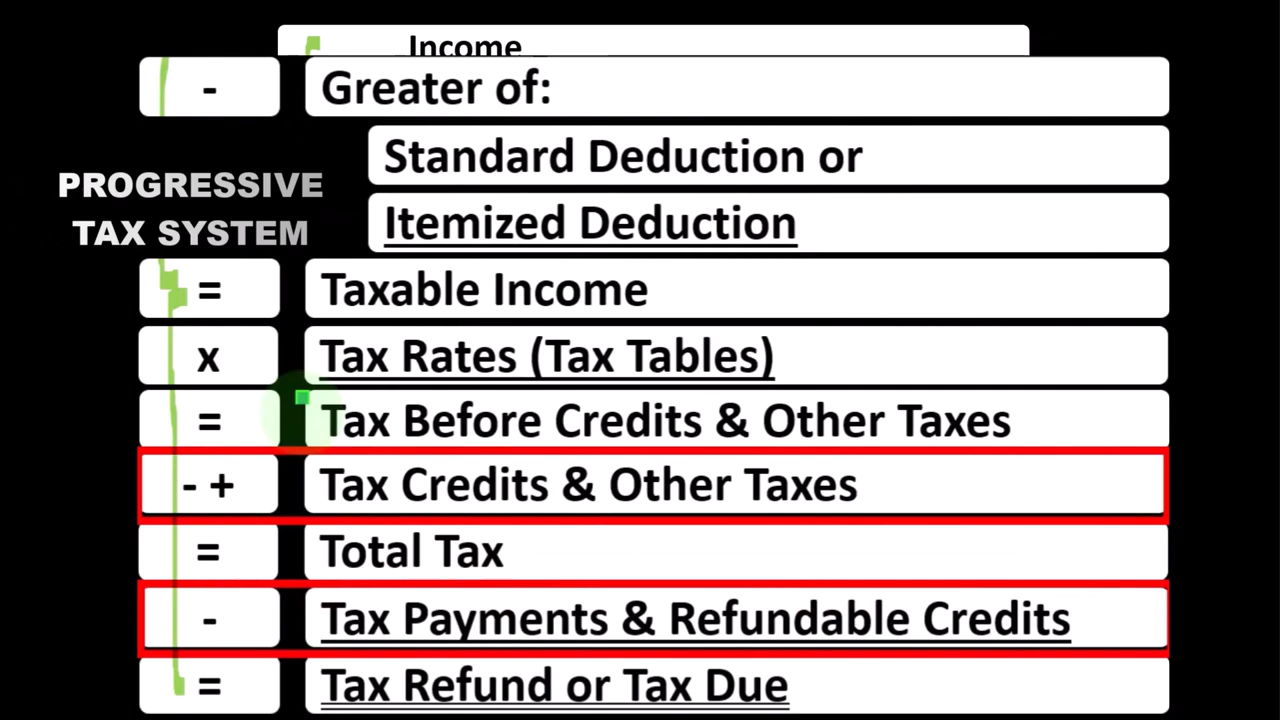 Income
- Greater of:
Standard Deduction or
PROGRESSIVE
TAX SYSTEM
Itemized Deduction
= Taxable Income
x Tax Rates (Tax Tables)
= Tax Before Credits & Other Taxes
- + Tax Credits & Other Taxes
= Total Tax
- Tax Payments & Refundable Credits
= Tax Refund or Tax Due